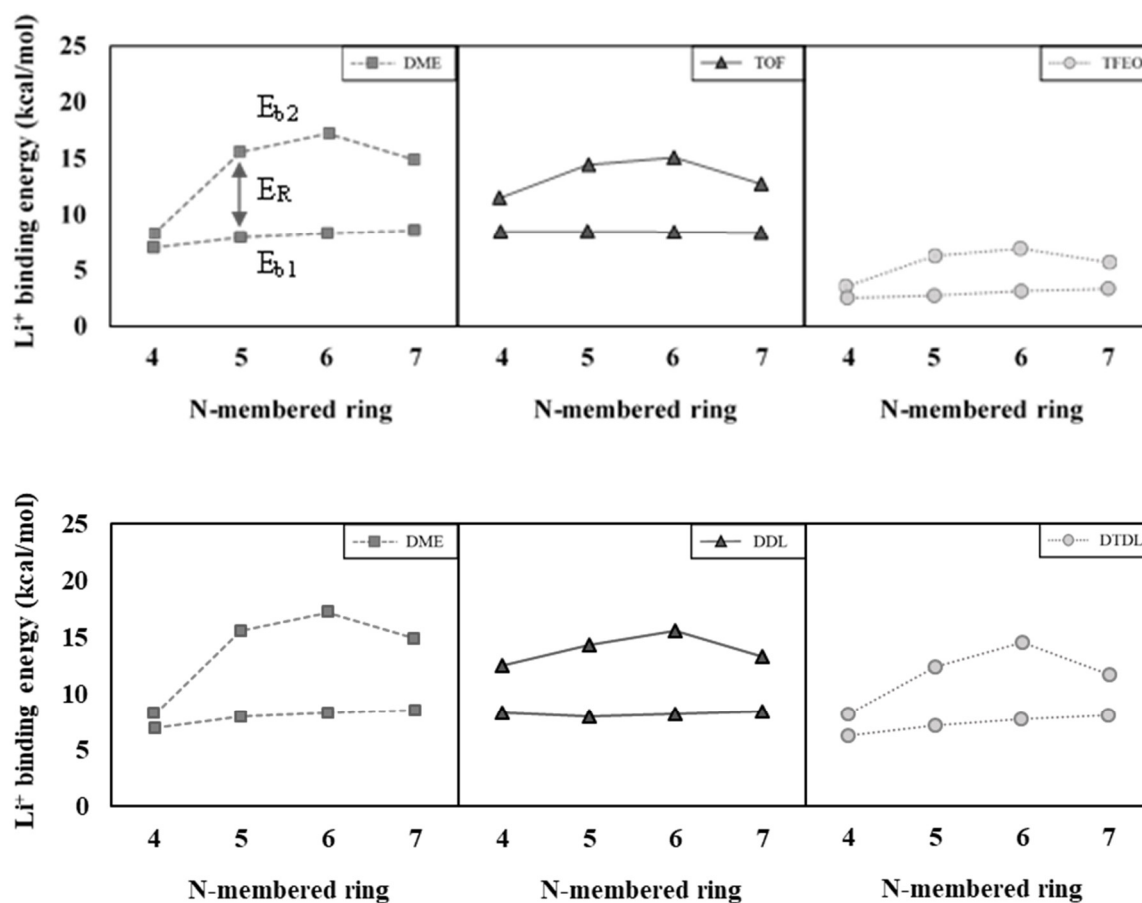 Li⁺ binding energy (kcal/mol)
25
20
15
10
5
0
DME
E_b2
E_R
E_b1
4 5 6 7
N-membered ring
TOF
4 5 6 7
N-membered ring
TFEO
4 5 6 7
N-membered ring
Li⁺ binding energy (kcal/mol)
25
20
15
10
5
0
DME
4 5 6 7
N-membered ring
DDL
4 5 6 7
N-membered ring
DTDL
4 5 6 7
N-membered ring